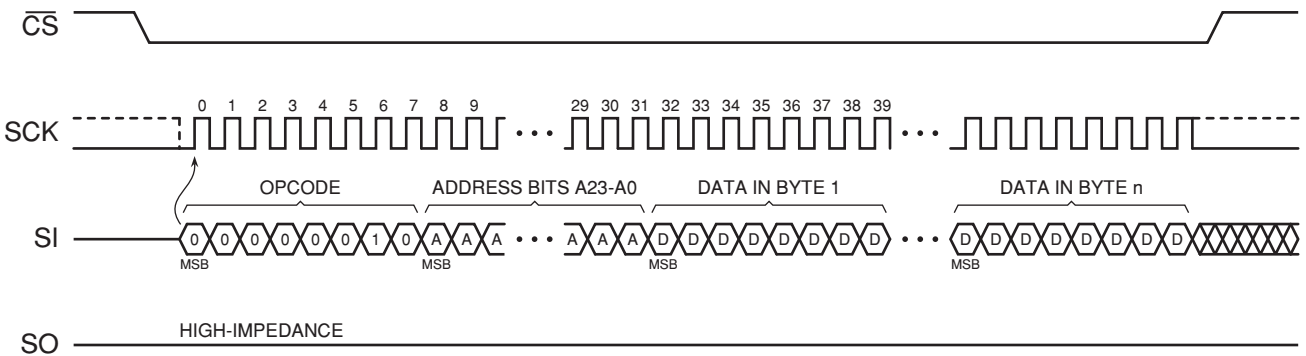 CS
0 1 2 3 4 5 6 7 8 9 29 30 31 32 33 34 35 36 37 38 39
SCK
OPCODE ADDRESS BITS A23-A0 DATA IN BYTE 1 DATA IN BYTE n
SI 0 0 0 0 0 0 1 0 A A A A A A D D D D D D D D D D D D D D D D
MSB MSB MSB MSB
HIGH-IMPEDANCE
SO